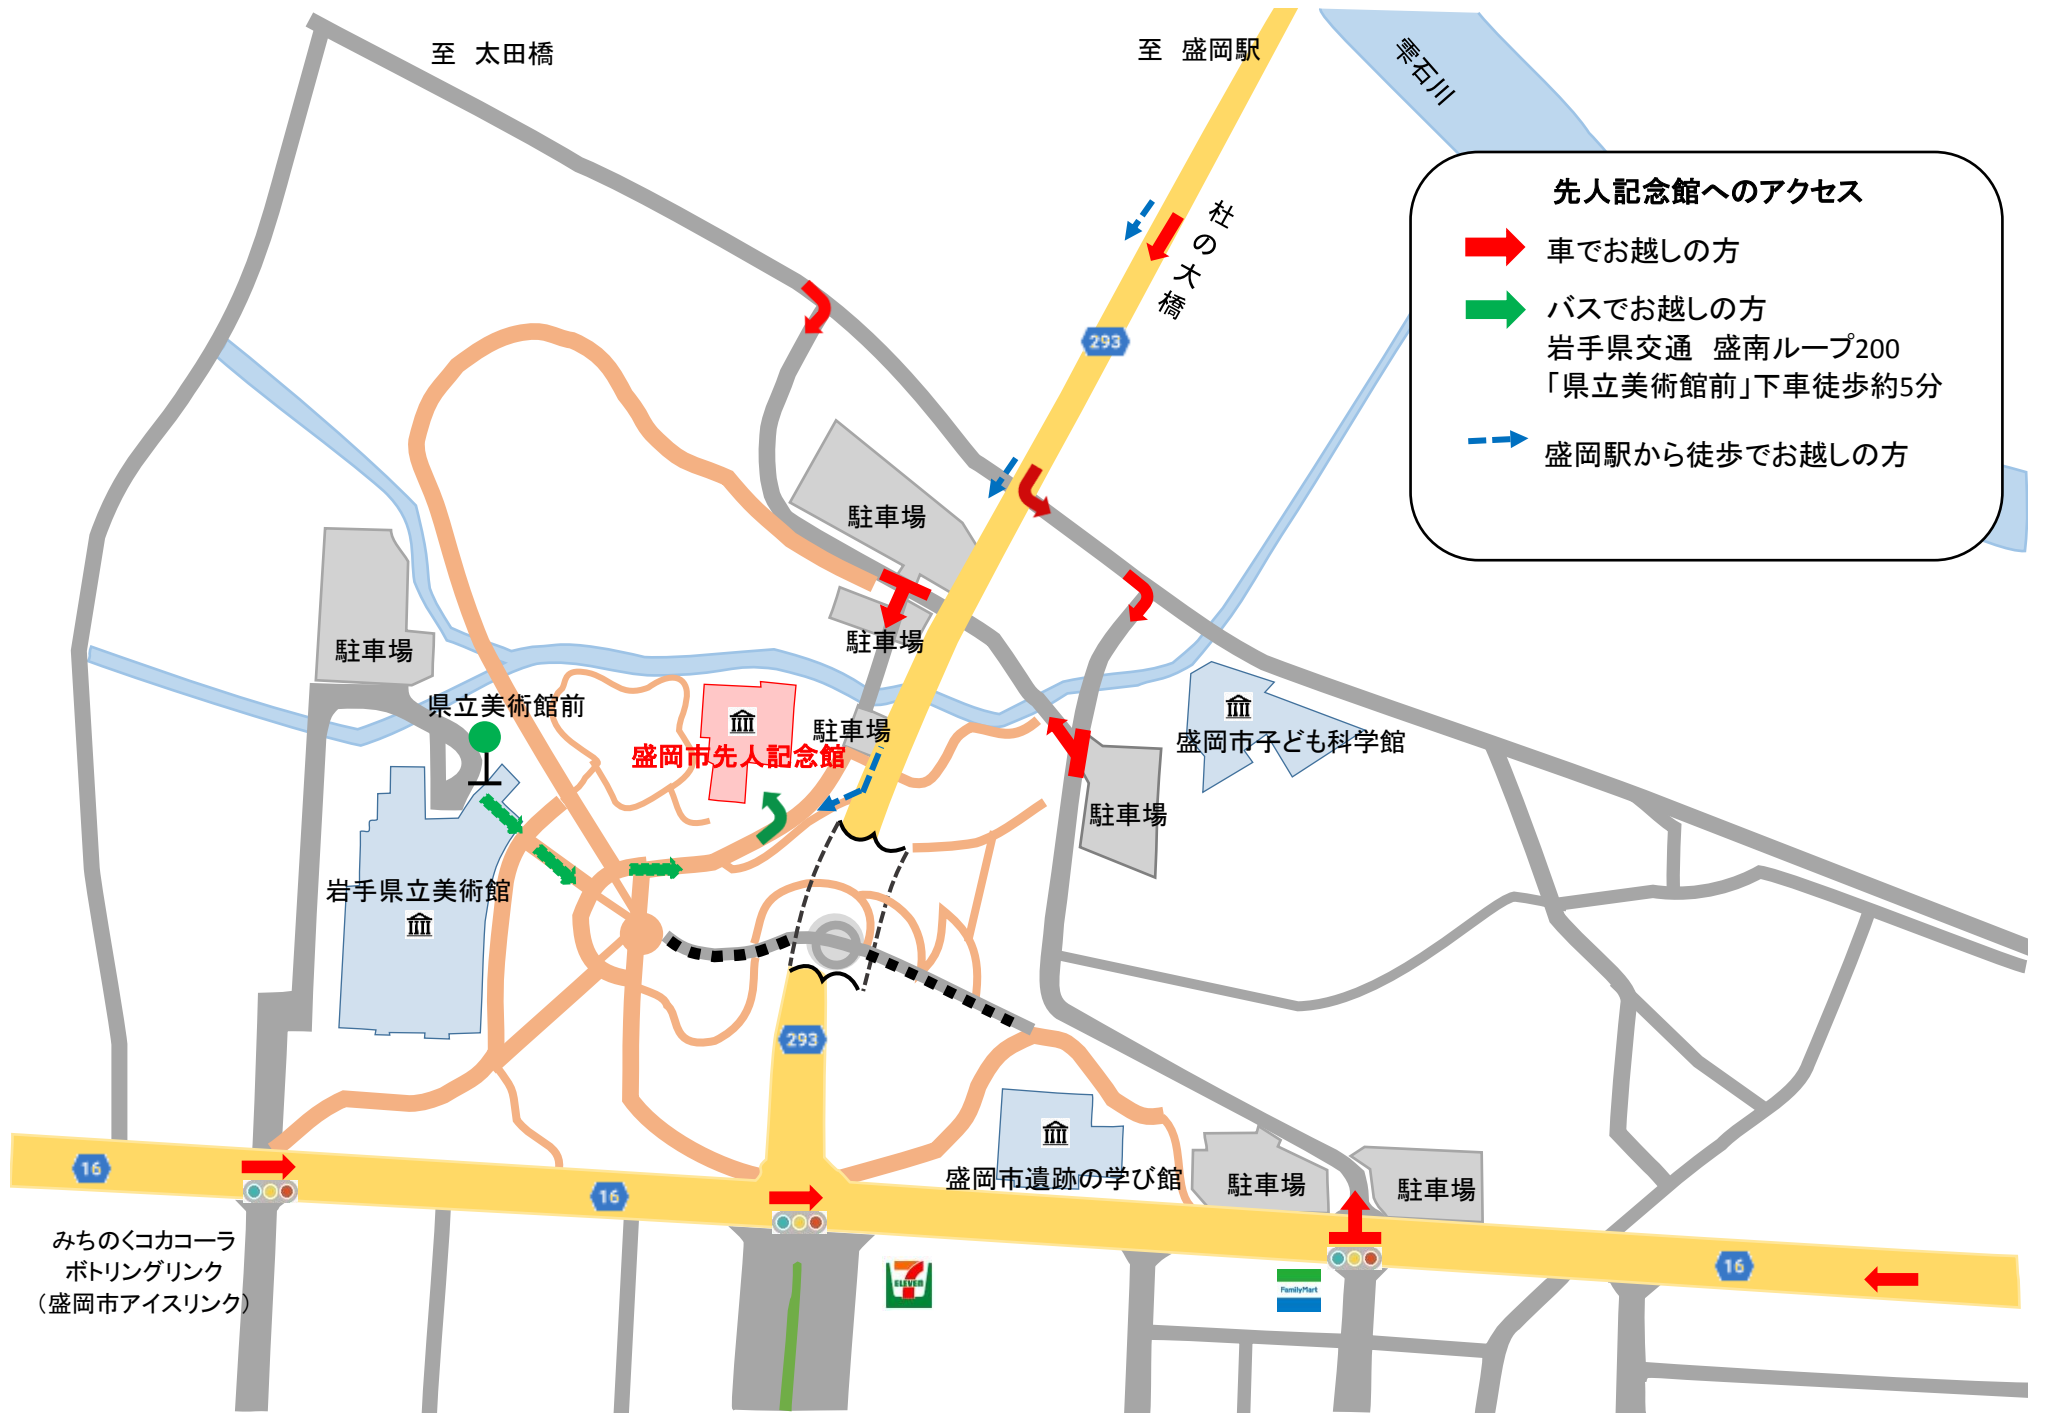 至　太田橋
至　盛岡駅
雫石川
杜の大橋
293
先人記念館へのアクセス
車でお越しの方
バスでお越しの方
岩手県交通　盛南ループ200
「県立美術館前」下車徒歩約5分
盛岡駅から徒歩でお越しの方
駐車場
駐車場
駐車場
県立美術館前
駐車場
盛岡市先人記念館
盛岡市子ども科学館
駐車場
岩手県立美術館
293
盛岡市遺跡の学び館
駐車場
駐車場
16
16
16
みちのくコカコーラ
ボトリングリンク
（盛岡市アイスリンク）
7
ELEVEN
FamilyMart